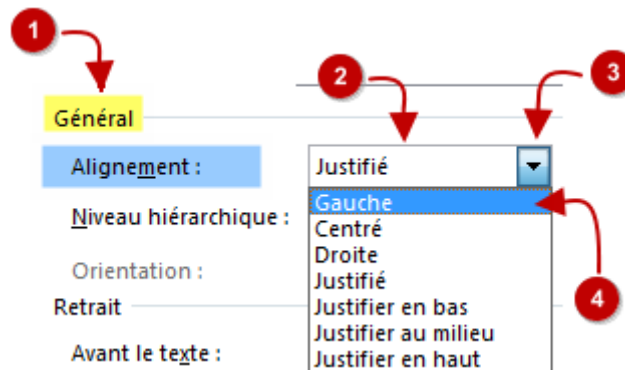 1
2
3
Général
Alignement :
Justifié
Gauche
Niveau hiérarchique :
Centré
Droite
Orientation :
Justifié
4
Retrait
Justifier en bas
Justifier au milieu
Avant le texte :
Justifier en haut